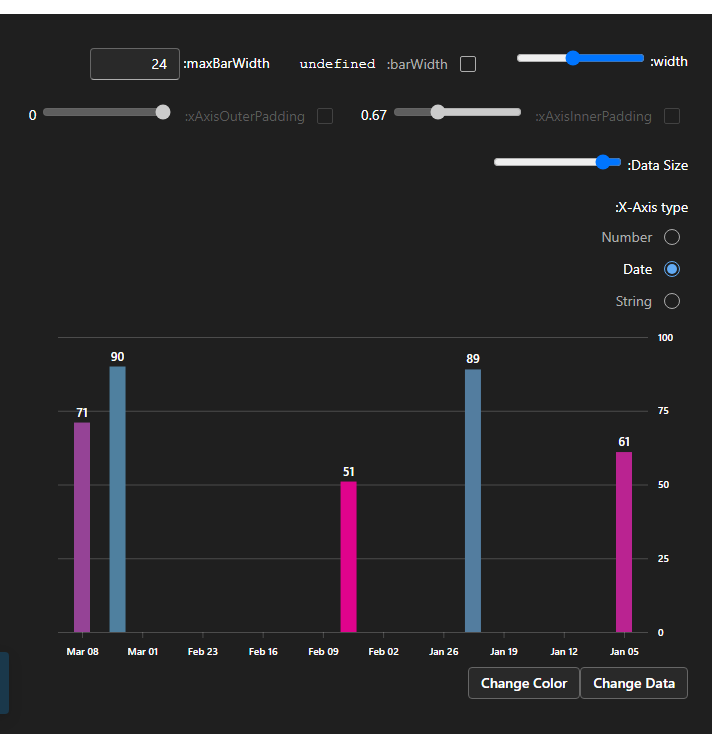 :width
undefined :barWidth
24 :maxBarWidth
0.67 :xAxisInnerPadding
0 :xAxisOuterPadding
:Data Size
:X-Axis type
Number
Date
String
100
90
89
71
75
61
51
50
25
0
Mar 08 Mar 01 Feb 23 Feb 16 Feb 09 Feb 02 Jan 26 Jan 19 Jan 12 Jan 05
Change Color Change Data